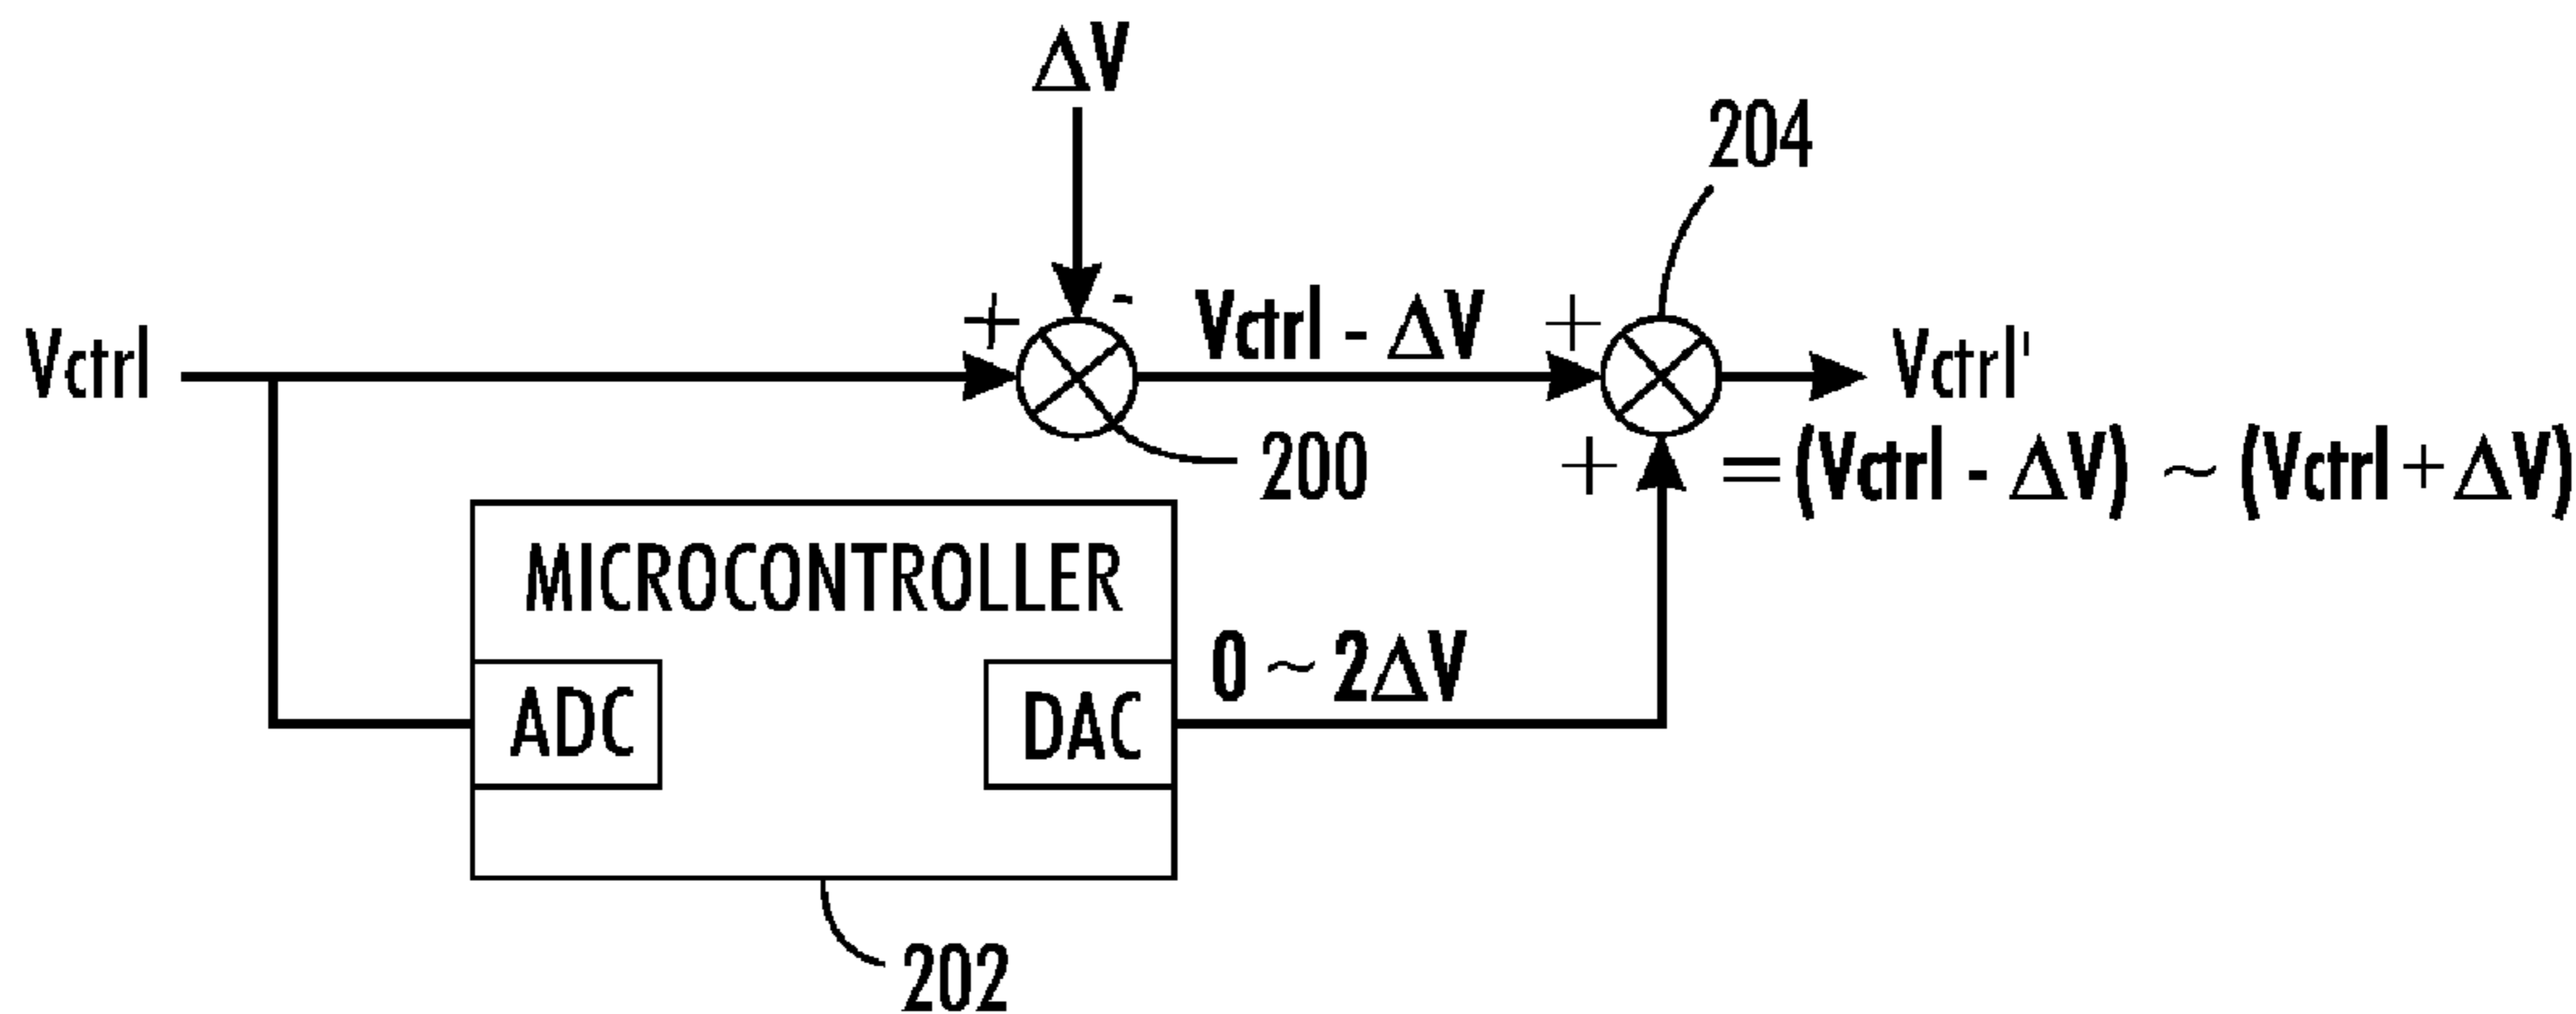 ΔV
204
+ -
Vctrl - ΔV
+
Vctrl
Vctrl'
200
+
=(Vctrl - ΔV) ~ (Vctrl + ΔV)
MICROCONTROLLER
0 ~ 2ΔV
ADC
DAC
202